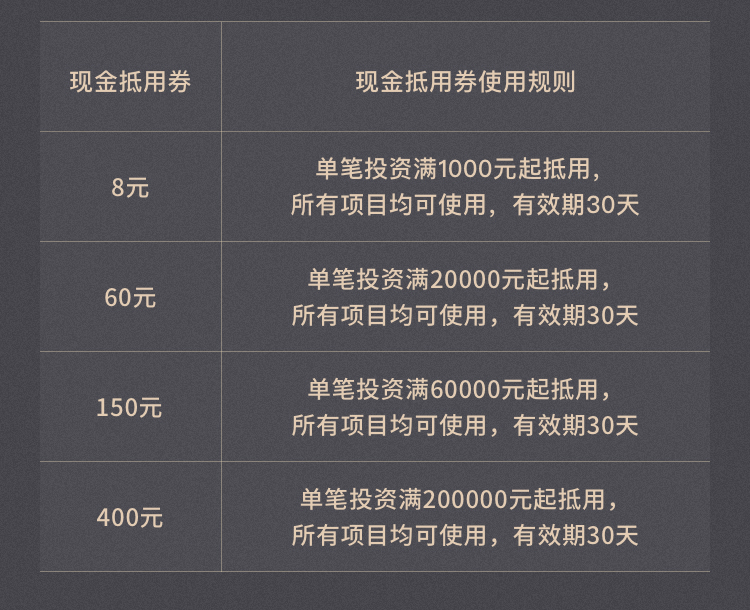 现金抵用券
现金抵用券使用规则
8元
单笔投资满1000元起抵用，
所有项目均可使用，有效期30天
60元
单笔投资满20000元起抵用，
所有项目均可使用，有效期30天
150元
单笔投资满60000元起抵用，
所有项目均可使用，有效期30天
400元
单笔投资满200000元起抵用，
所有项目均可使用，有效期30天